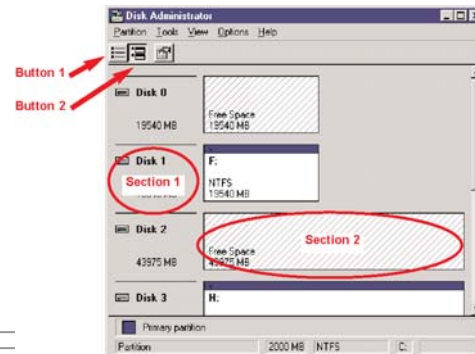 Disk Administrator
Partition Tools View Options Help
Button 1
Button 2
Disk 0
19540 MB
Free Space
19540 MB
Disk 1
Section 1
F:
NTFS
19540 MB
Disk 2
43975 MB
Free Space
43975 MB
Section 2
Disk 3
H:
Primary partition
Partition 2000 MB NTFS C: